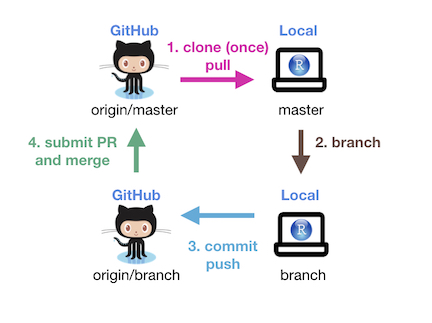 GitHub
Local
1. clone (once)
pull
R
origin/master
master
4. submit PR
and merge
2. branch
GitHub
Local
3. commit
push
R
origin/branch
branch